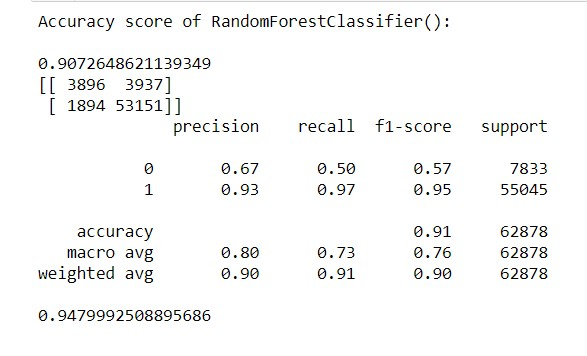 Accuracy score of RandomForestClassifier():
0.9072648621139349
[[ 3896 3937]
[ 1894 53151]]
precision recall f1-score support
0 0.67 0.50 0.57 7833
1 0.93 0.97 0.95 55045
accuracy 0.91 62878
macro avg 0.80 0.73 0.76 62878
weighted avg 0.90 0.91 0.90 62878
0.9479992508895686